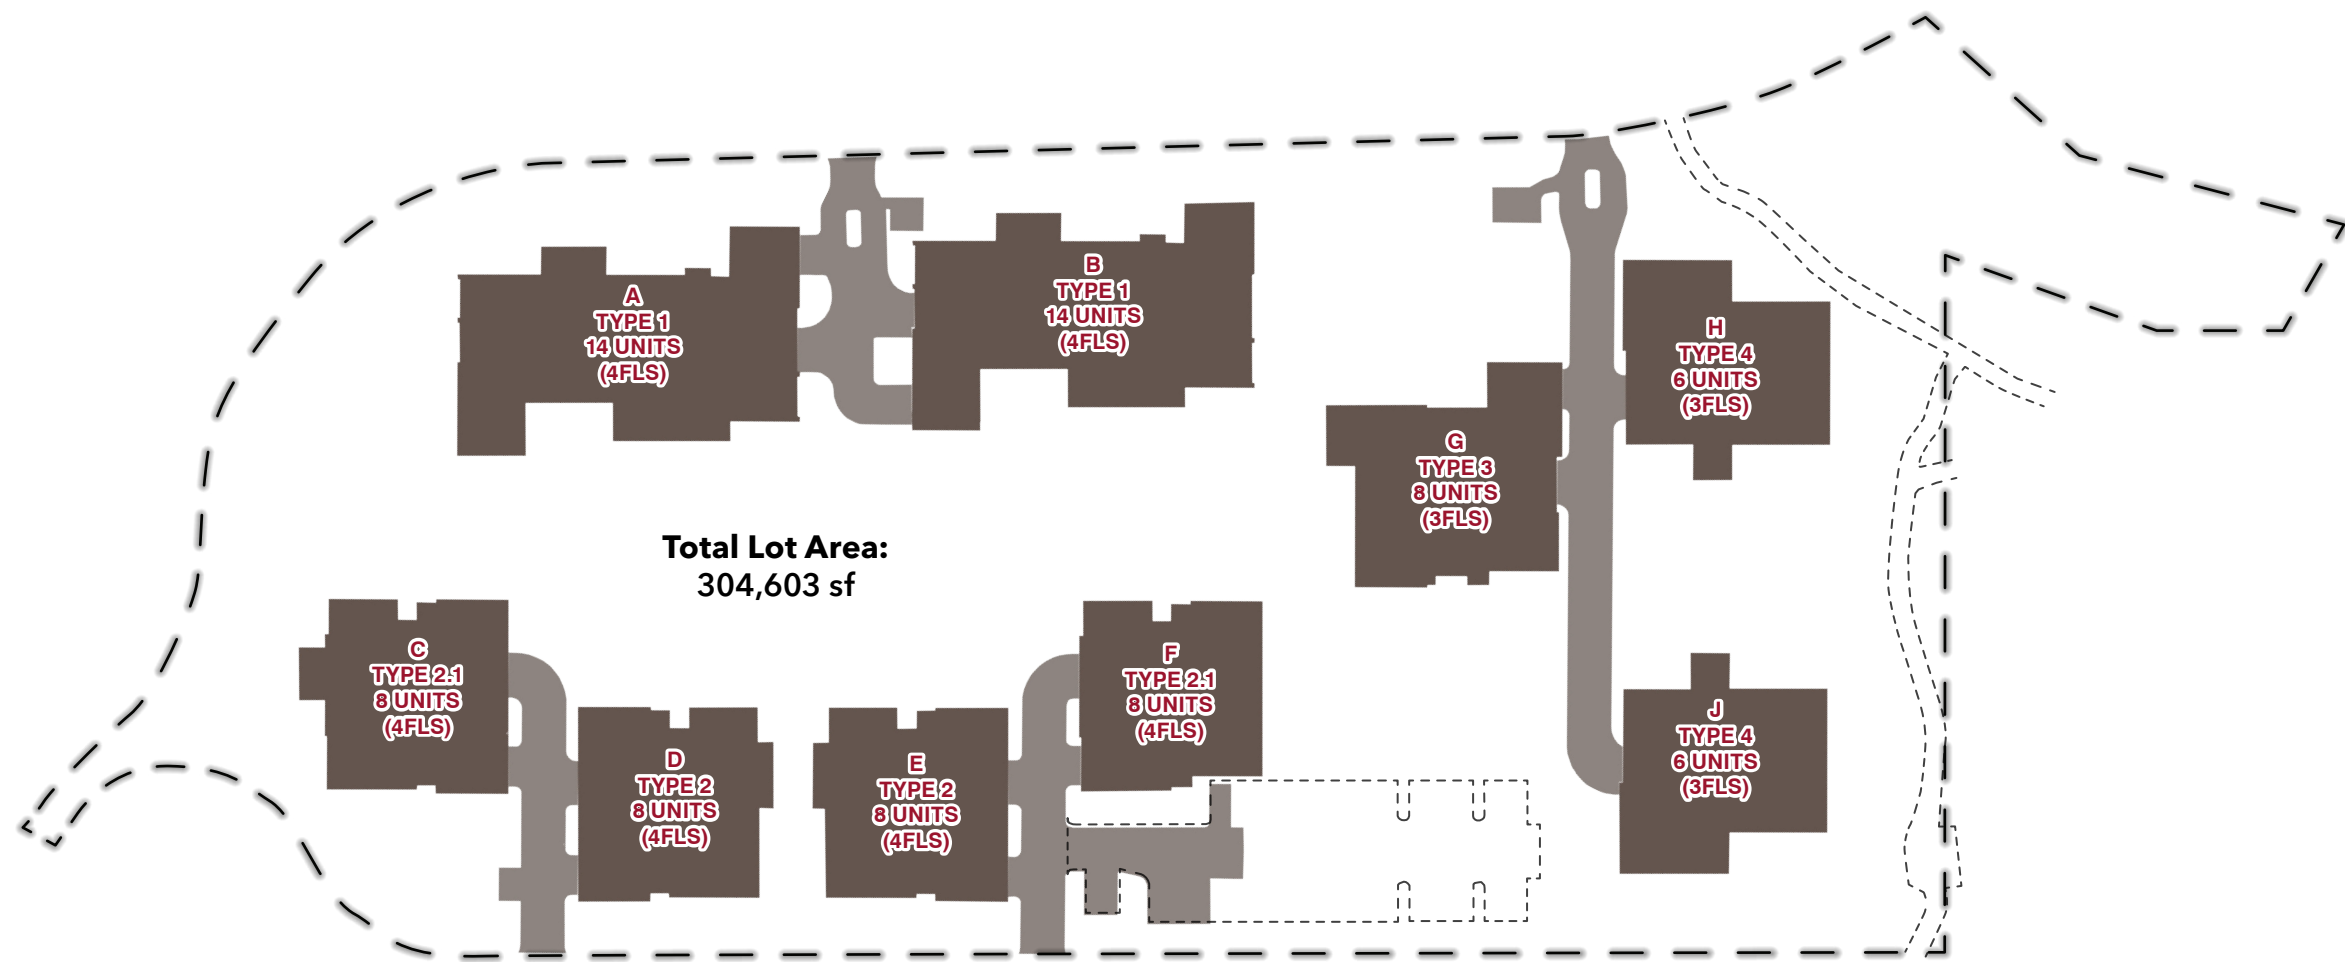 A
TYPE 1
14 UNITS
(4FLS)
B
TYPE 1
14 UNITS
(4FLS)
H
TYPE 4
6 UNITS
(3FLS)
G
TYPE 3
8 UNITS
(3FLS)
Total Lot Area:
304,603 sf
C
TYPE 2.1
8 UNITS
(4FLS)
D
TYPE 2
8 UNITS
(4FLS)
E
TYPE 2
8 UNITS
(4FLS)
F
TYPE 2.1
8 UNITS
(4FLS)
J
TYPE 4
6 UNITS
(3FLS)